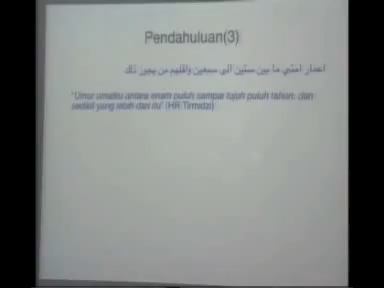 Pendahuluan(3)
اعمار امتي ما بين ستين الى سبعين واقلهم من يجوز ذلك
"Umur umatku antara enam puluh sampai tujuh puluh tahun, dan
sedikit yang lebih dari itu" (HR Tirmidzi)